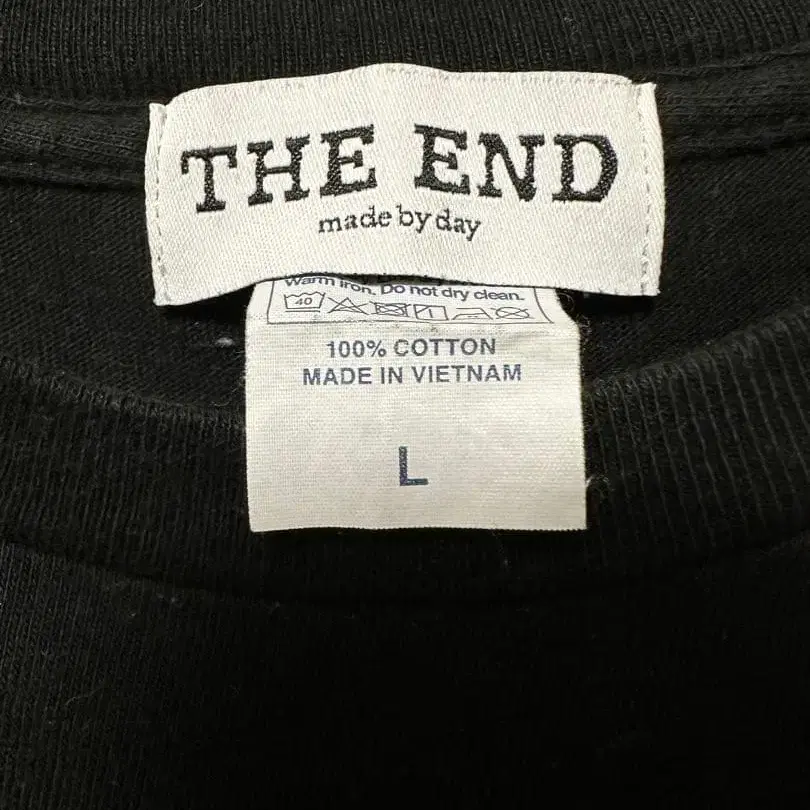 THE END
made by day
Warm iron. Do not dry clean.
40
100% COTTON
MADE IN VIETNAM
L